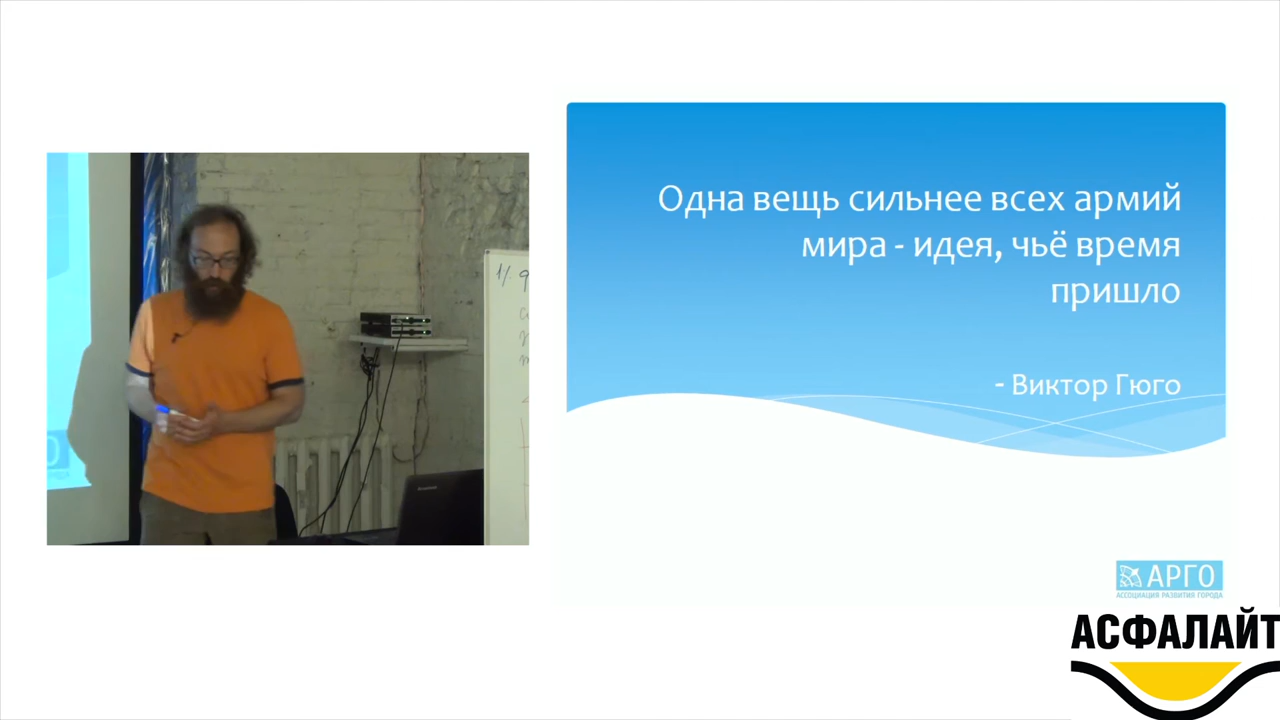 Одна вещь сильнее всех армий
мира - идея, чьё время
пришло
- Виктор Гюго
АРГО
АССОЦИАЦИЯ РАЗВИТИЯ ГОРОДА
АСФАЛАЙТ